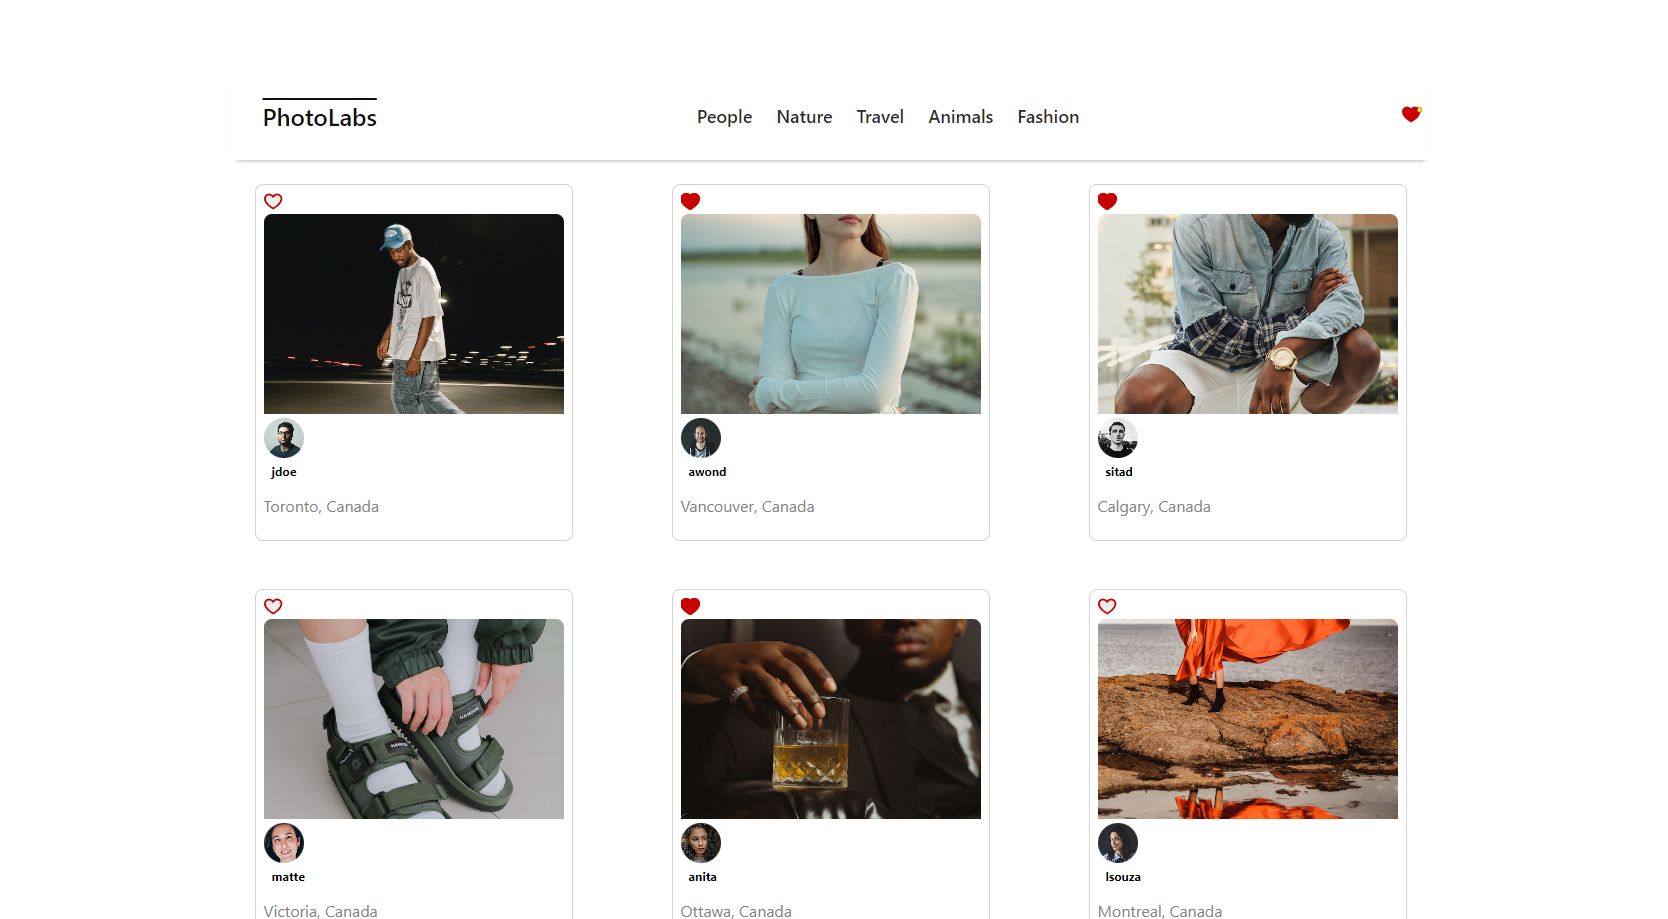 PhotoLabs
People Nature Travel Animals Fashion
jdoe
Toronto, Canada
awond
Vancouver, Canada
sitad
Calgary, Canada
matte
Victoria, Canada
anita
Ottawa, Canada
lsouza
Montreal, Canada